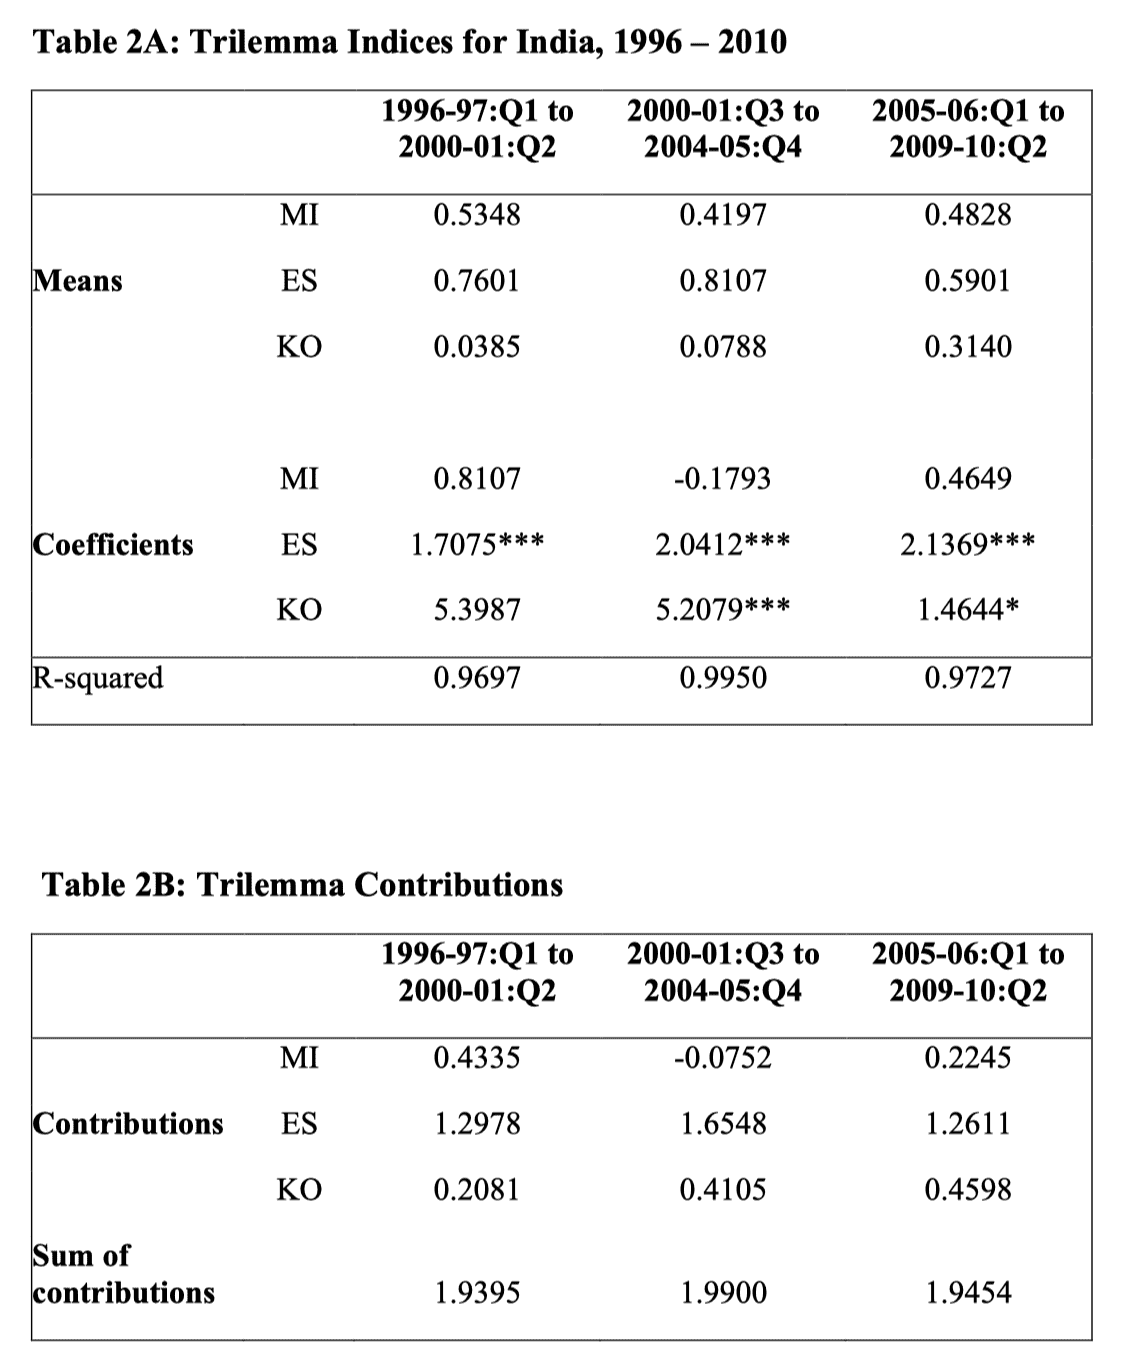 Table 2A: Trilemma Indices for India, 1996 – 2010
1996-97:Q1 to 2000-01:Q3 to 2005-06:Q1 to
2000-01:Q2 2004-05:Q4 2009-10:Q2
MI 0.5348 0.4197 0.4828
Means ES 0.7601 0.8107 0.5901
KO 0.0385 0.0788 0.3140
MI 0.8107 -0.1793 0.4649
Coefficients ES 1.7075*** 2.0412*** 2.1369***
KO 5.3987 5.2079*** 1.4644*
R-squared 0.9697 0.9950 0.9727
Table 2B: Trilemma Contributions
1996-97:Q1 to 2000-01:Q3 to 2005-06:Q1 to
2000-01:Q2 2004-05:Q4 2009-10:Q2
MI 0.4335 -0.0752 0.2245
Contributions ES 1.2978 1.6548 1.2611
KO 0.2081 0.4105 0.4598
Sum of
contributions 1.9395 1.9900 1.9454